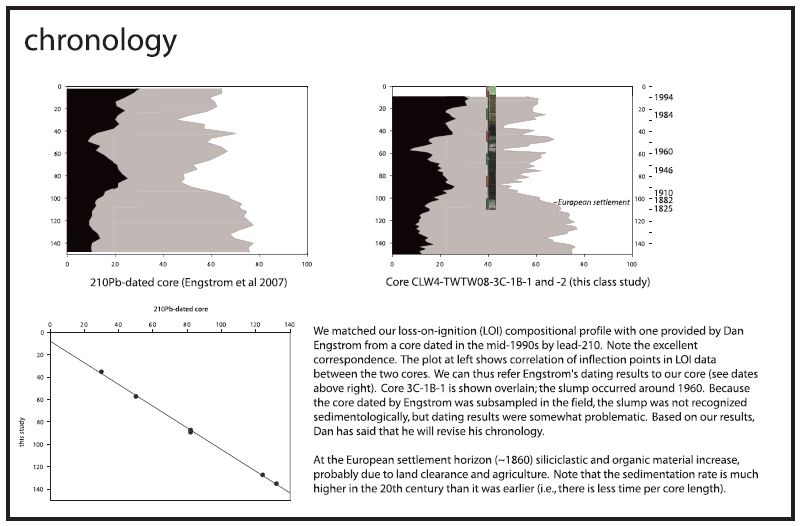 chronology
0
20
40
60
80
100
120
140
0 20 40 60 80 100
210Pb-dated core (Engstrom et al 2007)
0
20
40
60
80
100
120
140
0 20 40 60 80 100
~European settlement
0
20
40
60
80
100
120
140
1994
1984
1960
1946
1910
1882
1825
Core CLW4-TWTW08-3C-1B-1 and -2 (this class study)
210Pb-dated core
0 20 40 60 80 100 120 140
0
20
40
60
80
100
120
140
this study
We matched our loss-on-ignition (LOI) compositional profile with one provided by Dan
Engstrom from a core dated in the mid-1990s by lead-210. Note the excellent
correspondence. The plot at left shows correlation of inflection points in LOI data
between the two cores. We can thus refer Engstrom's dating results to our core (see dates
above right). Core 3C-1B-1 is shown overlain; the slump occurred around 1960. Because
the core dated by Engstrom was subsampled in the field, the slump was not recognized
sedimentologically, but dating results were somewhat problematic. Based on our results,
Dan has said that he will revise his chronology.
At the European settlement horizon (~1860) siliciclastic and organic material increase,
probably due to land clearance and agriculture. Note that the sedimentation rate is much
higher in the 20th century than it was earlier (i.e., there is less time per core length).